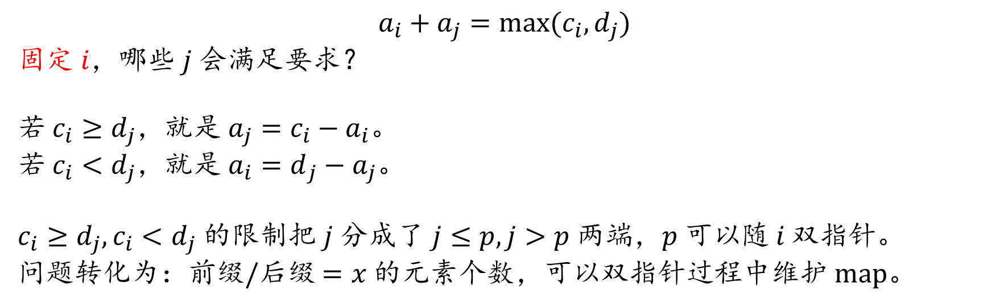 $a_i + a_j = \max(c_i, d_j)$
固定 $i$，哪些 $j$ 会满足要求？
若 $c_i \geq d_j$，就是 $a_j = c_i - a_i$。
若 $c_i < d_j$，就是 $a_i = d_j - a_j$。
$c_i \geq d_j, c_i < d_j$ 的限制把 $j$ 分成了 $j \leq p, j > p$ 两端，$p$ 可以随 $i$ 双指针。
问题转化为：前缀/后缀 $= x$ 的元素个数，可以双指针过程中维护 map。